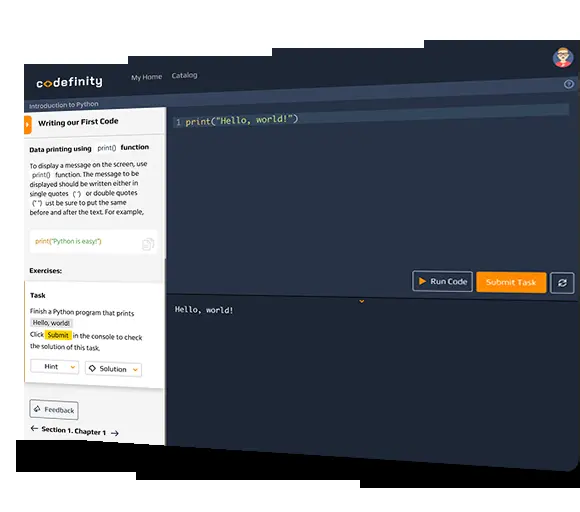 codefinity
My Home
Catalog
Introduction to Python
Writing our First Code
Data printing using print() function
To display a message on the screen, use
print() function. The message to be
displayed should be written either in
single quotes (' ') or double quotes
(" ") ust be sure to put the same
before and after the text. For example,
print("Python is easy!")
Exercises:
Task
Finish a Python program that prints
Hello, world!
Click Submit in the console to check
the solution of this task.
Hint
Solution
Feedback
Section 1. Chapter 1
1 print("Hello, world!")
Run Code
Submit Task
Hello, world!